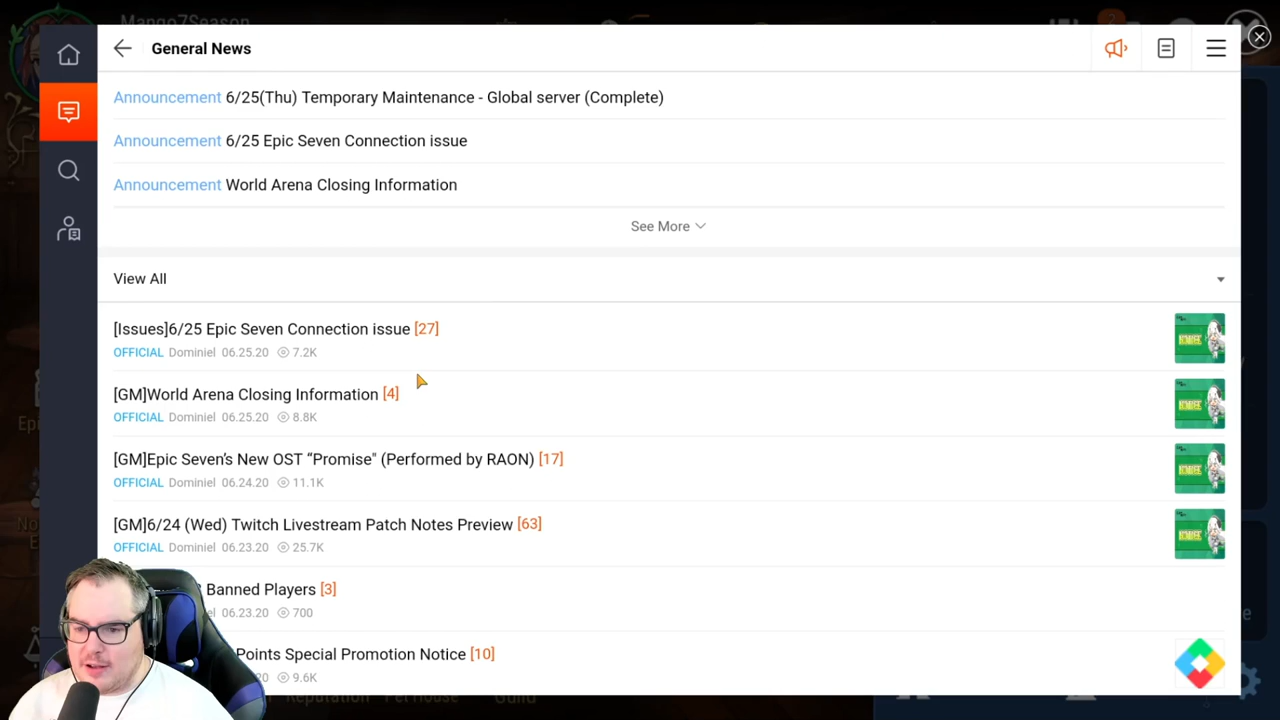 Mango7Season
General News
Announcement 6/25(Thu) Temporary Maintenance - Global server (Complete)
Announcement 6/25 Epic Seven Connection issue
Announcement World Arena Closing Information
See More
View All
[Issues]6/25 Epic Seven Connection issue [27]
OFFICIAL Dominiel 06.25.20 7.2K
[GM]World Arena Closing Information [4]
OFFICIAL Dominiel 06.25.20 8.8K
[GM]Epic Seven's New OST “Promise" (Performed by RAON) [17]
OFFICIAL Dominiel 06.24.20 11.1K
[GM]6/24 (Wed) Twitch Livestream Patch Notes Preview [63]
OFFICIAL Dominiel 06.23.20 25.7K
Banned Players [3]
06.23.20 700
Points Special Promotion Notice [10]
9.6K